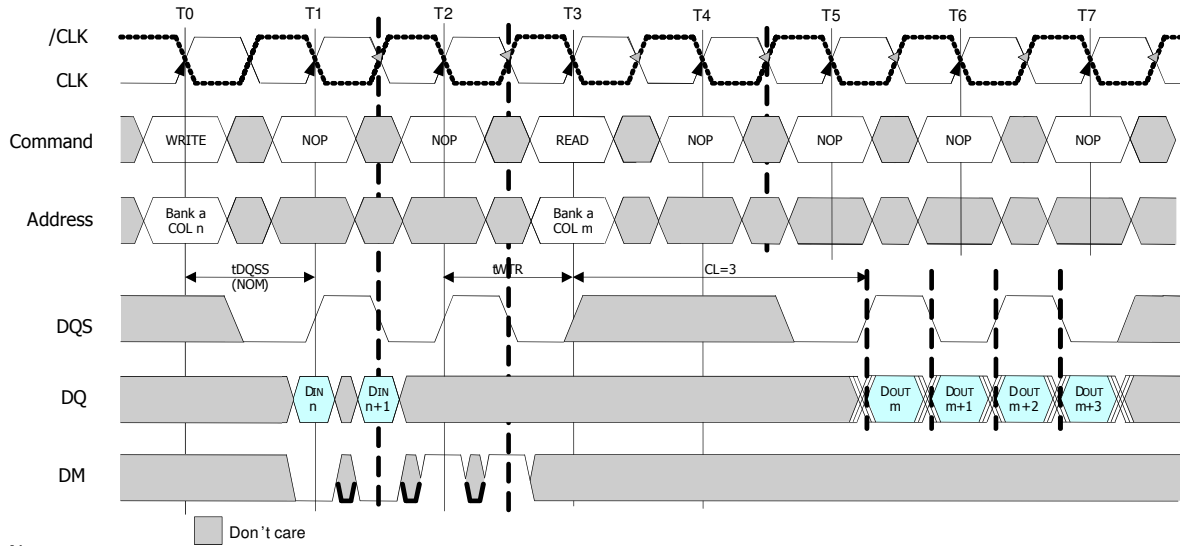 T0 T1 T2 T3 T4 T5 T6 T7
/CLK
CLK
Command WRITE NOP NOP READ NOP NOP NOP NOP
Address Bank a COL n Bank a COL m
tDQSS (NOM) tWTR CL=3
DQS
DQ DIN n DIN n+1 DOUT m DOUT m+1 DOUT m+2 DOUT m+3
DM
Don't care